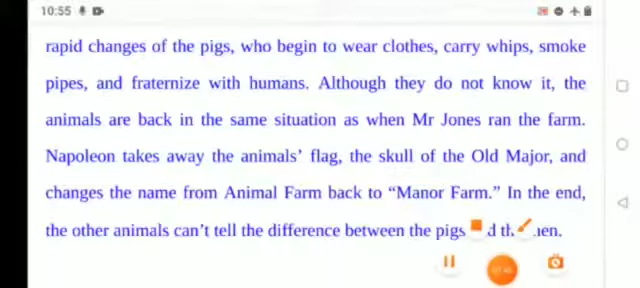 10:55
rapid changes of the pigs, who begin to wear clothes, carry whips, smoke
pipes, and fraternize with humans. Although they do not know it, the
animals are back in the same situation as when Mr Jones ran the farm.
Napoleon takes away the animals' flag, the skull of the Old Major, and
changes the name from Animal Farm back to “Manor Farm.” In the end,
the other animals can't tell the difference between the pigs